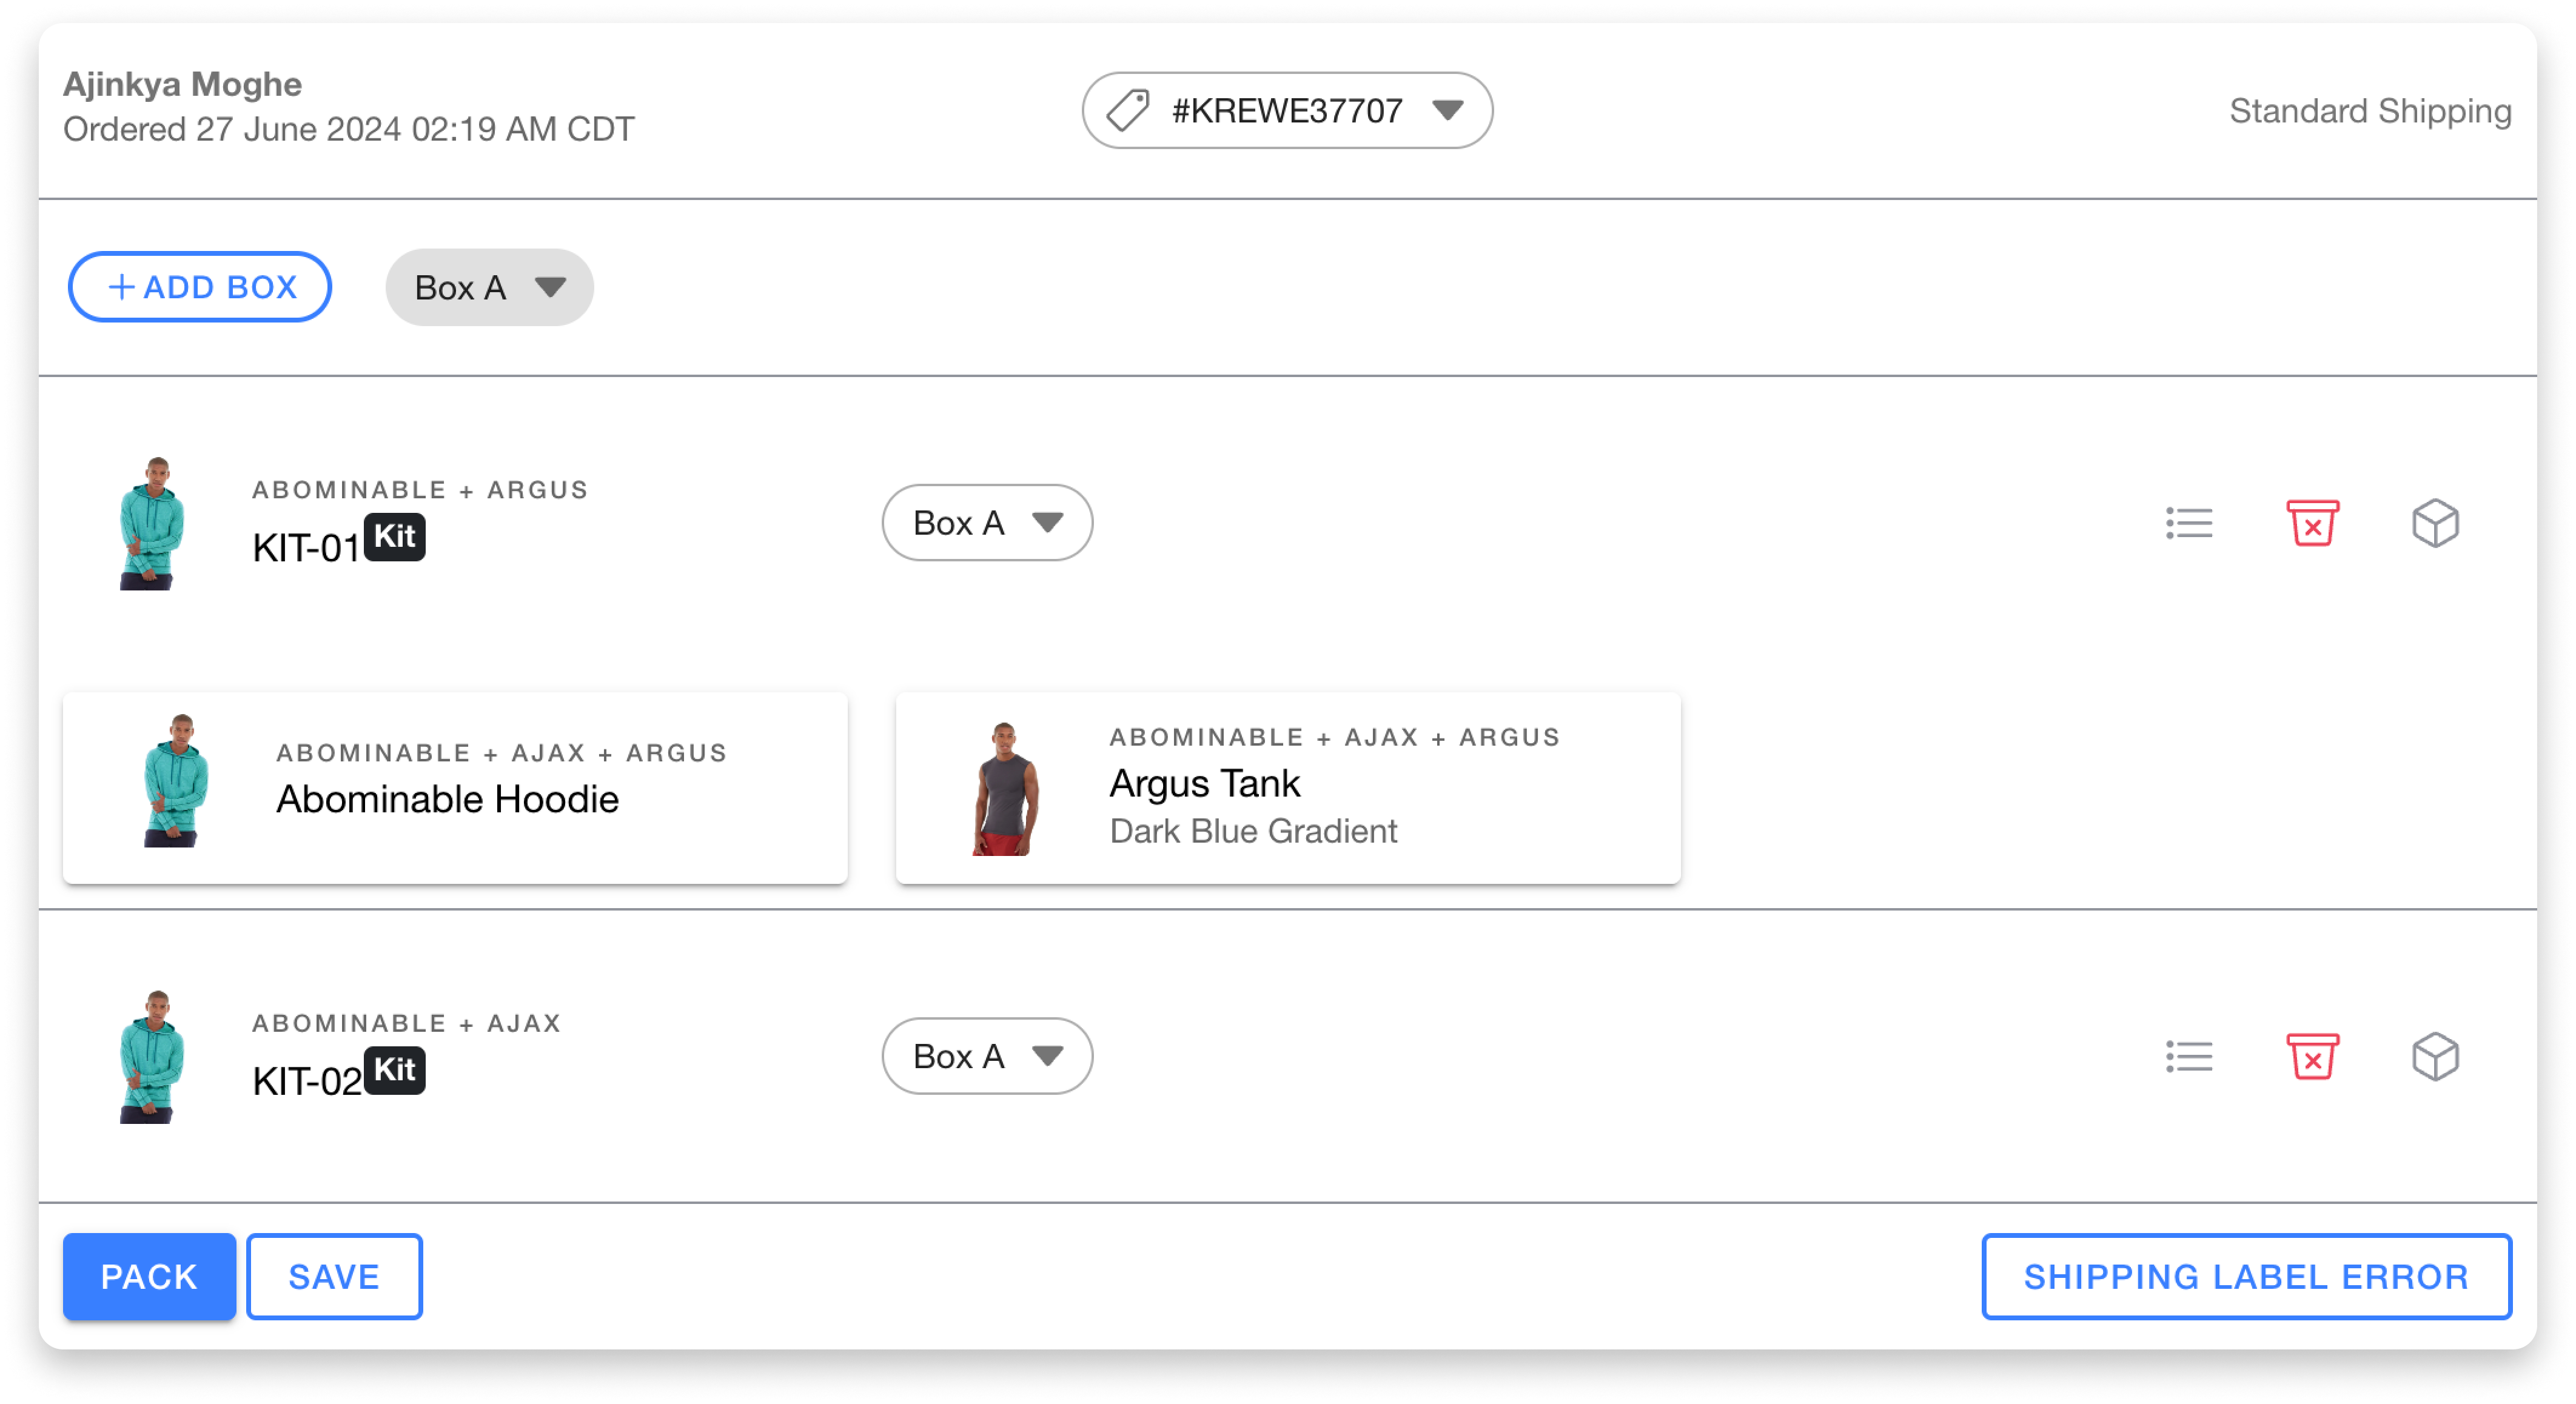 Ajinkya Moghe
Ordered 27 June 2024 02:19 AM CDT
#KREWE37707
Standard Shipping
ADD BOX
Box A
ABOMINABLE + ARGUS
KIT-01 Kit
Box A
ABOMINABLE + AJAX + ARGUS
Abominable Hoodie
ABOMINABLE + AJAX + ARGUS
Argus Tank
Dark Blue Gradient
ABOMINABLE + AJAX
KIT-02 Kit
Box A
PACK
SAVE
SHIPPING LABEL ERROR